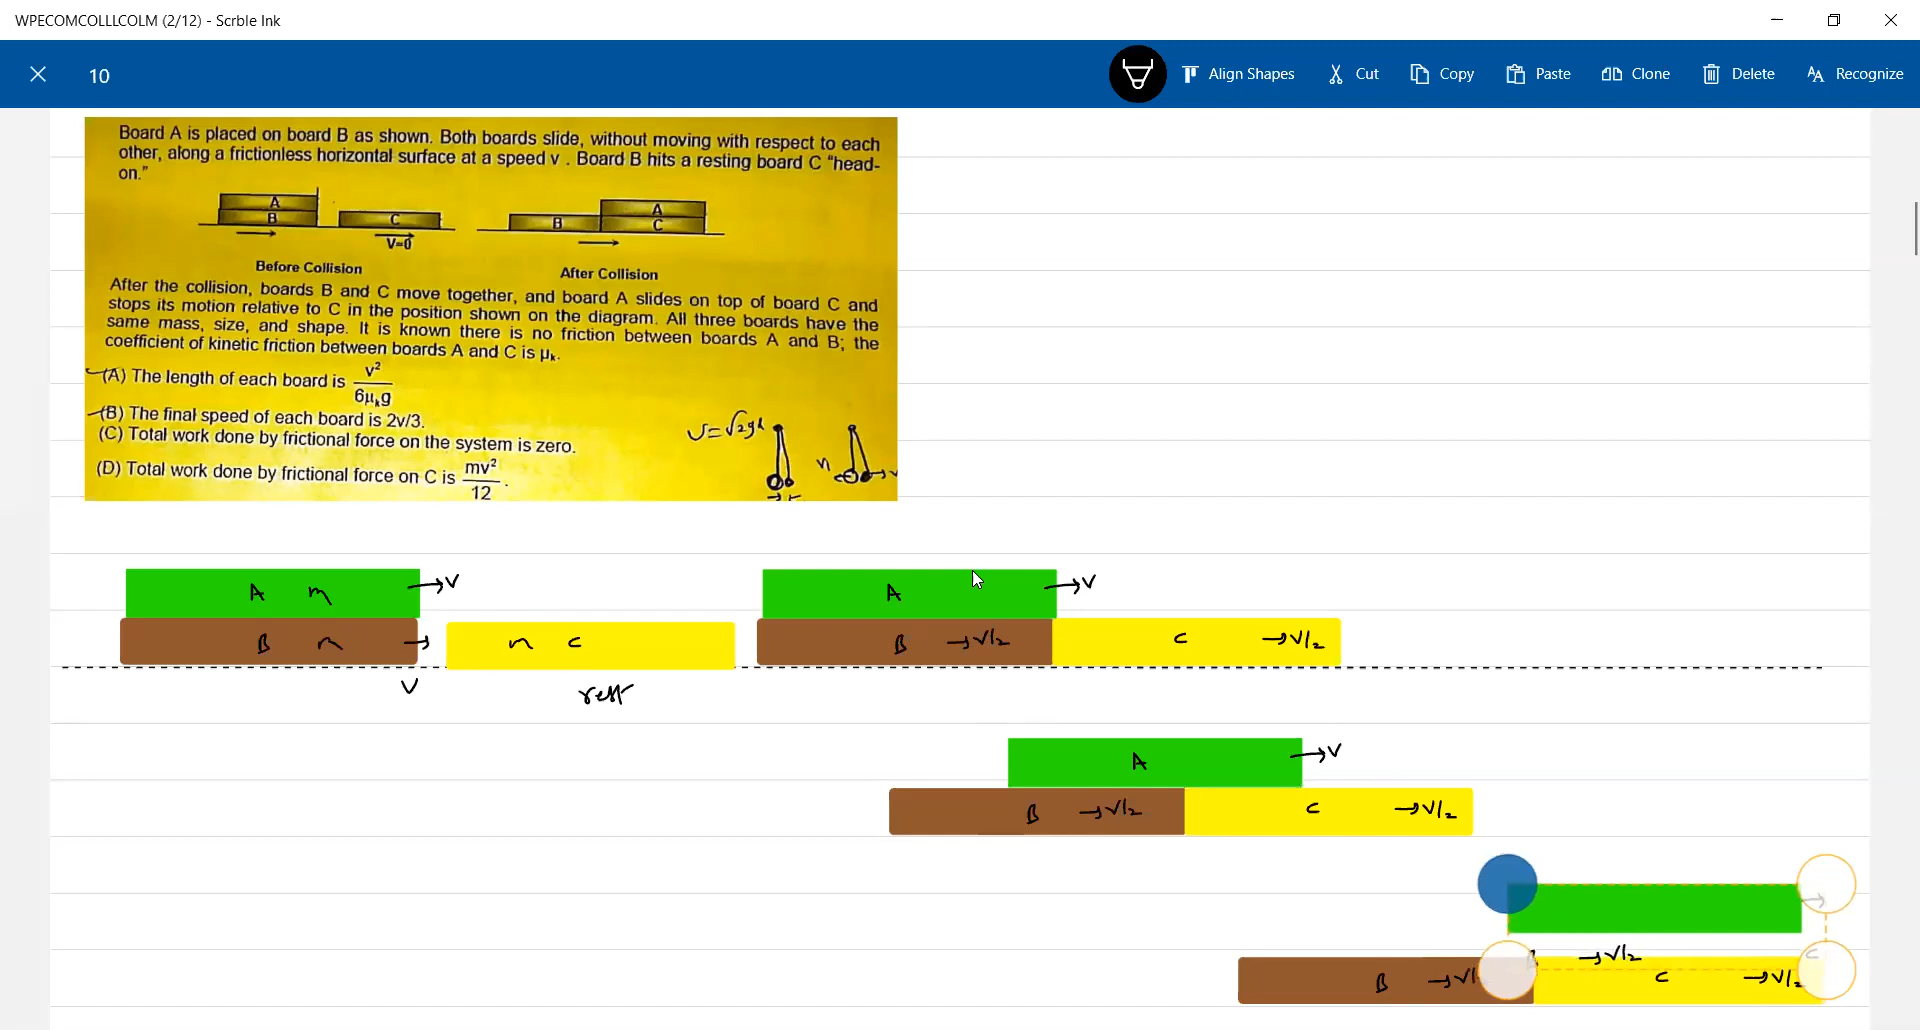 WPECOMCOLLLCOLM (2/12) - Scrble Ink
10
Align Shapes
Cut
Copy
Paste
Clone
Delete
Recognize
Board A is placed on board B as shown. Both boards slide, without moving with respect to each
other, along a frictionless horizontal surface at a speed v . Board B hits a resting board C "head-
on."
A
B
C
V=0
B
A
C
Before Collision
After Collision
After the collision, boards B and C move together, and board A slides on top of board C and
stops its motion relative to C in the position shown on the diagram. All three boards have the
same mass, size, and shape. It is known there is no friction between boards A and B; the
coefficient of kinetic friction between boards A and C is μk.
(A) The length of each board is v²/6μkg
(B) The final speed of each board is 2v/3.
(C) Total work done by frictional force on the system is zero.
(D) Total work done by frictional force on C is mv²/12.
A m →v
B m →
m C
v
rest
A →v
B →v/2
C →v/2
A →v
B →v/2
C →v/2
→v/2
C
B
C →v/2